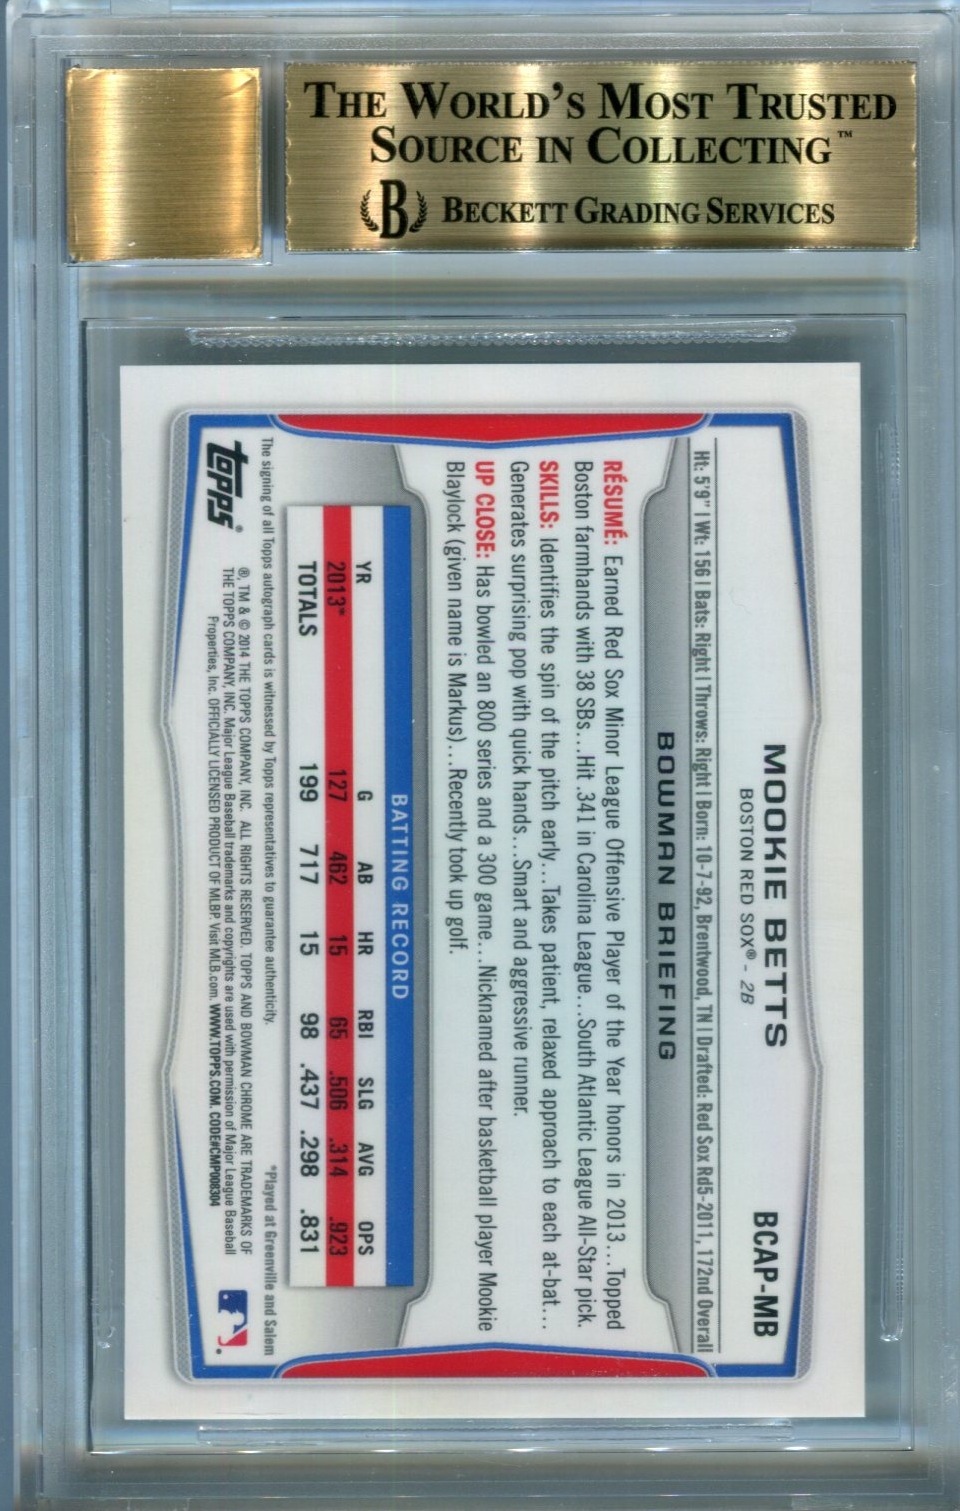 THE WORLD'S MOST TRUSTED
SOURCE IN COLLECTING™
B BECKETT GRADING SERVICES
BCAP-MB
MOOKIE BETTS
BOSTON RED SOX® - 2B
Ht: 5'9" | Wt: 156 | Bats: Right | Throws: Right | Born: 10-7-92, Brentwood, TN | Drafted: Red Sox Rd5-2011, 172nd Overall
BOWMAN BRIEFING
RÉSUMÉ: Earned Red Sox Minor League Offensive Player of the Year honors in 2013...Topped
Boston farmhands with 38 SBs...Hit .341 in Carolina League...South Atlantic League All-Star pick.
SKILLS: Identifies the spin of the pitch early...Takes patient, relaxed approach to each at-bat...
Generates surprising pop with quick hands...Smart and aggressive runner.
UP CLOSE: Has bowled an 800 series and a 300 game...Nicknamed after basketball player Mookie
Blaylock (given name is Markus)...Recently took up golf.
BATTING RECORD
YR G AB HR RBI SLG AVG OPS
2013* 127 462 15 65 .506 .314 .923
TOTALS 199 717 15 98 .437 .298 .831
*Played at Greenville and Salem
The signing of all Topps autograph cards is witnessed by Topps representatives to guarantee authenticity.
topps®
®, TM & © 2014 THE TOPPS COMPANY, INC. ALL RIGHTS RESERVED. TOPPS AND BOWMAN CHROME ARE TRADEMARKS OF
THE TOPPS COMPANY, INC. Major League Baseball trademarks and copyrights are used with permission of Major League Baseball
Properties, Inc. OFFICIALLY LICENSED PRODUCT OF MLBP. Visit MLB.com. WWW.TOPPS.COM. CODE#CMP008304